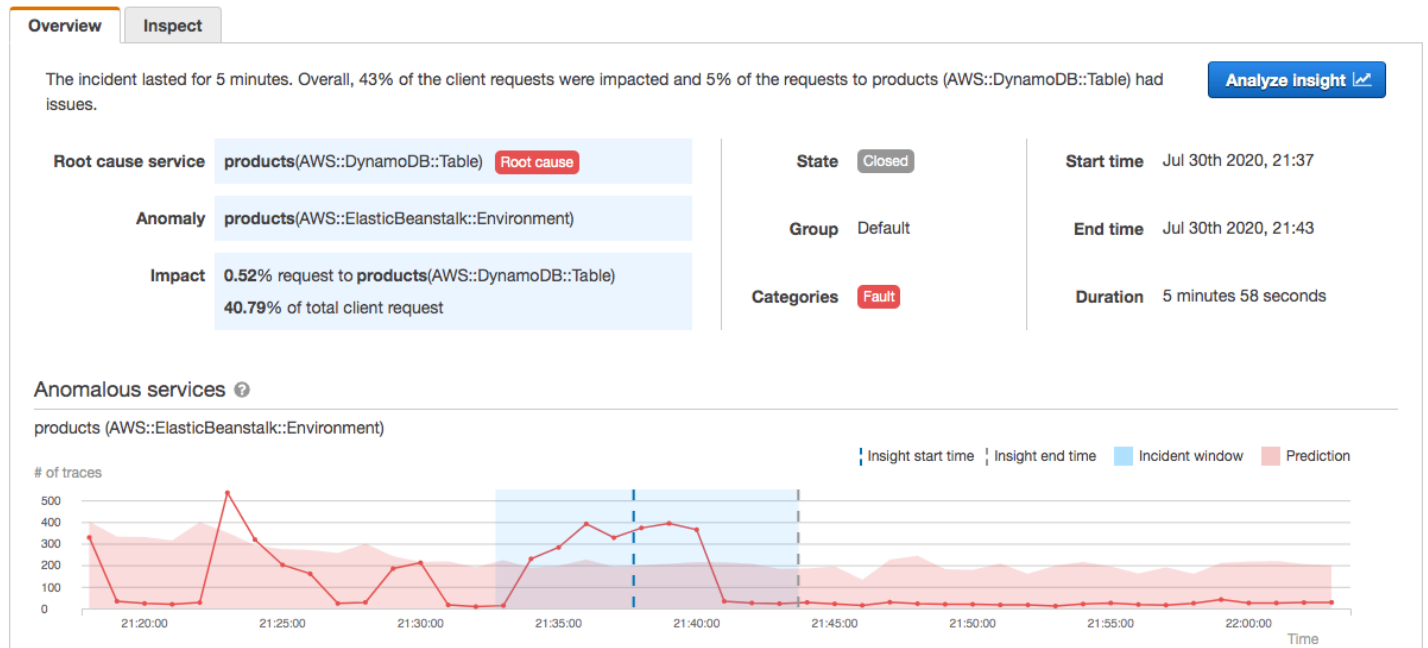 Overview Inspect
The incident lasted for 5 minutes. Overall, 43% of the client requests were impacted and 5% of the requests to products (AWS::DynamoDB::Table) had
issues.
Analyze insight
Root cause service products(AWS::DynamoDB::Table) Root cause
Anomaly products(AWS::ElasticBeanstalk::Environment)
Impact 0.52% request to products(AWS::DynamoDB::Table)
40.79% of total client request
State Closed
Group Default
Categories Fault
Start time Jul 30th 2020, 21:37
End time Jul 30th 2020, 21:43
Duration 5 minutes 58 seconds
Anomalous services ?
products (AWS::ElasticBeanstalk::Environment)
Insight start time Insight end time Incident window Prediction
# of traces
500
400
300
200
100
0
21:20:00 21:25:00 21:30:00 21:35:00 21:40:00 21:45:00 21:50:00 21:55:00 22:00:00
Time